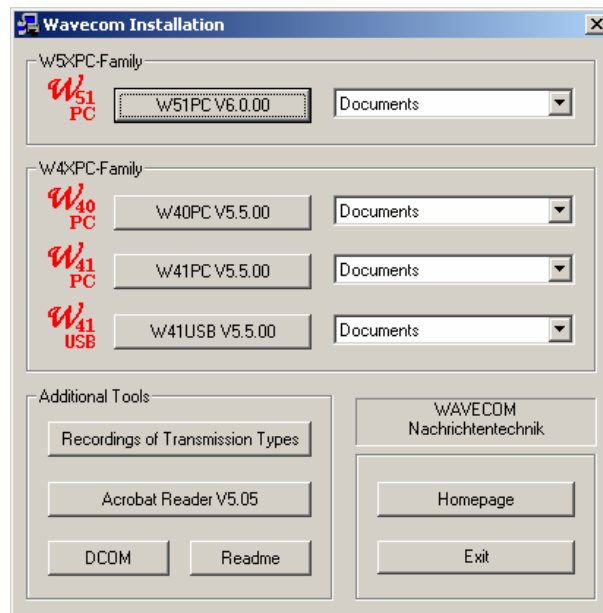 Wavecom Installation
W5XPC-Family
W51 PC
W51PC V6.0.00
Documents
W4XPC-Family
W40 PC
W40PC V5.5.00
Documents
W41 PC
W41PC V5.5.00
Documents
W41 USB
W41USB V5.5.00
Documents
Additional Tools
Recordings of Transmission Types
Acrobat Reader V5.05
DCOM
Readme
WAVECOM
Nachrichtentechnik
Homepage
Exit